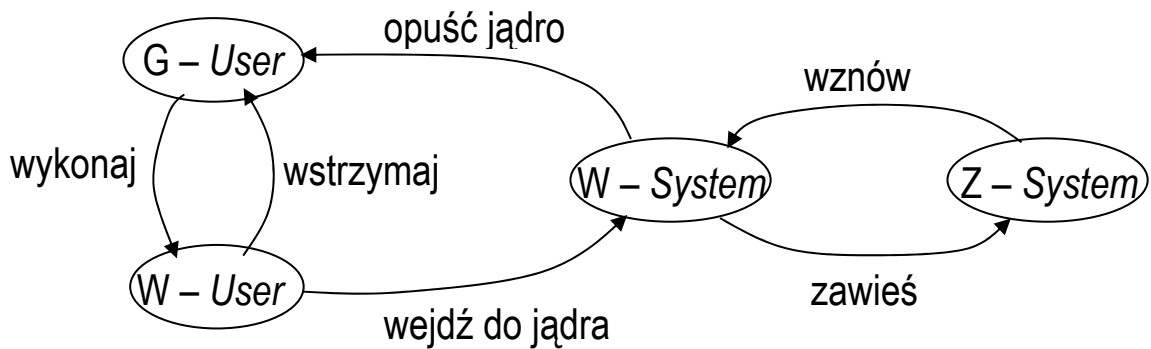 opuść jądro
G – User
wznów
wykonaj
wstrzymaj
W – System
Z – System
W – User
zawieś
wejdź do jądra